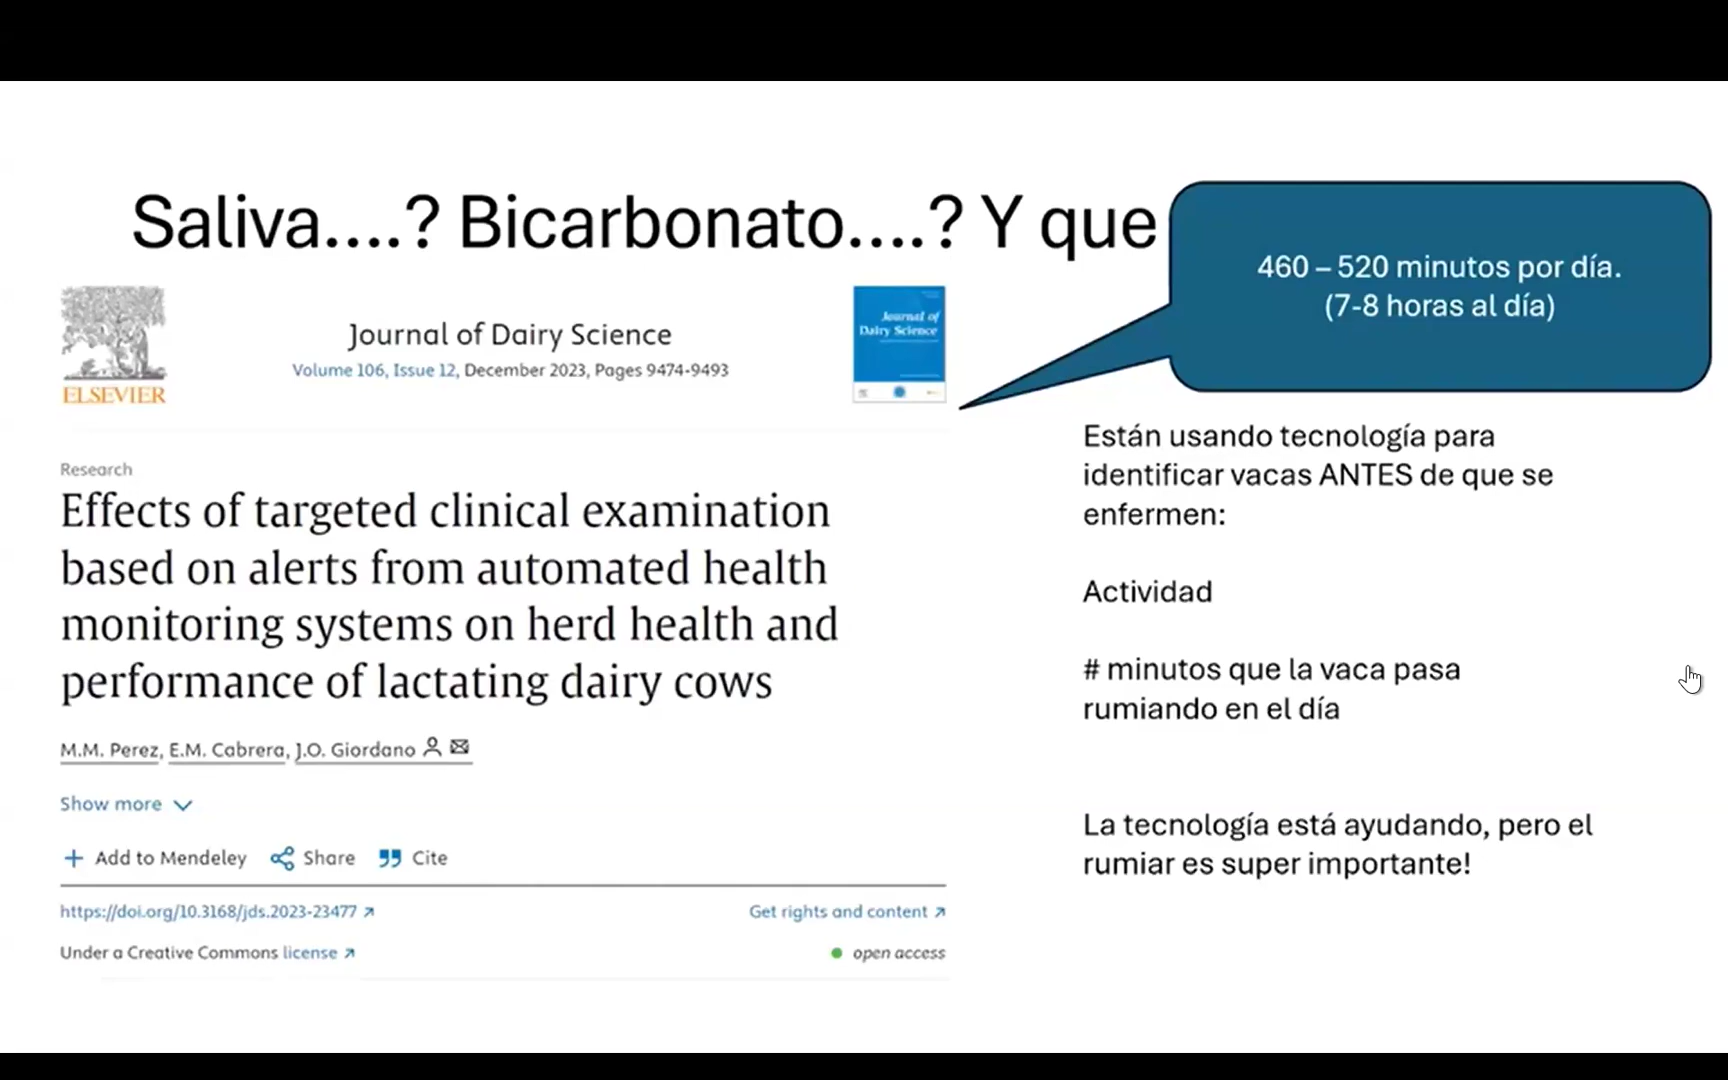 Saliva....? Bicarbonato....? Y que
460 – 520 minutos por día.
(7-8 horas al día)
ELSEVIER
Journal of Dairy Science
Volume 106, Issue 12, December 2023, Pages 9474-9493
Journal of
Dairy Science
Research
Effects of targeted clinical examination
based on alerts from automated health
monitoring systems on herd health and
performance of lactating dairy cows
M.M. Perez, E.M. Cabrera, J.O. Giordano
Show more
Add to Mendeley Share Cite
https://doi.org/10.3168/jds.2023-23477 Get rights and content
Under a Creative Commons license open access
Están usando tecnología para
identificar vacas ANTES de que se
enfermen:
Actividad
# minutos que la vaca pasa
rumiando en el día
La tecnología está ayudando, pero el
rumiar es super importante!